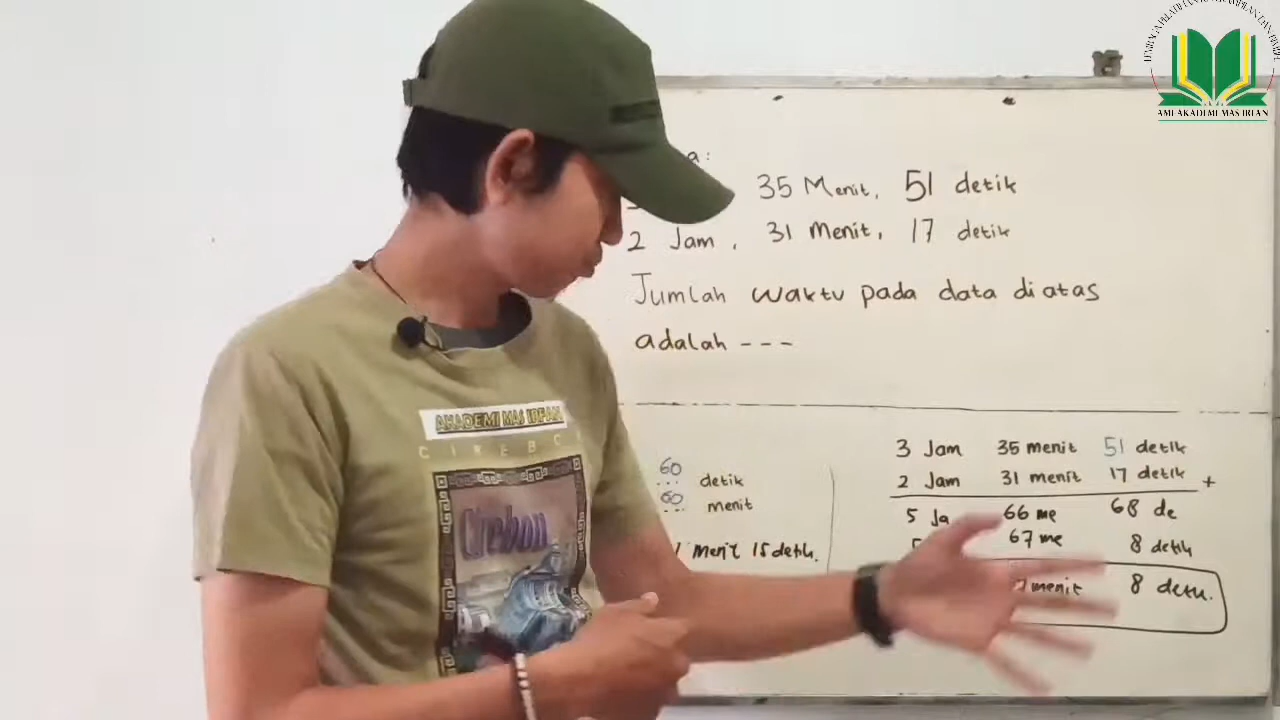 35 Menit, 51 detik
2 Jam, 31 Menit, 17 detik
Jumlah waktu pada data diatas
adalah ---
60 detik
60 menit
menit 15 detik.
3 Jam 35 menit 51 detik
2 Jam 31 menit 17 detik +
5 Ja 66 me 68 de
67 me 8 detik
menit 8 detik.
AKADEMI MAS IRFAN
CIREBO
Cirebon
AMI AKADEMI MAS IRFAN